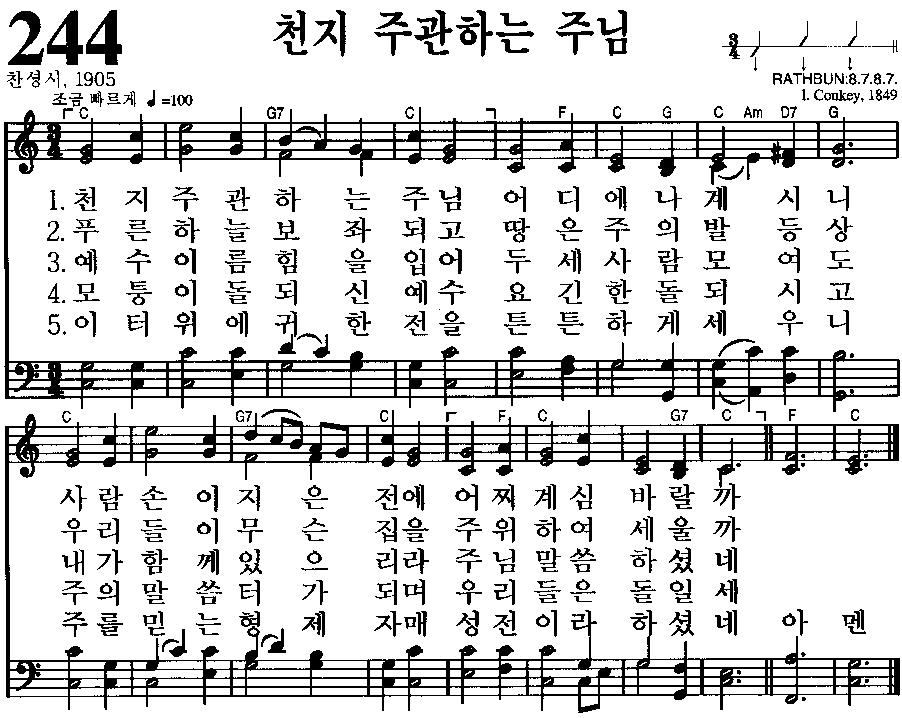 244
천지 주관하는 주님
찬셩시, 1905
조금 빠르게 ♩=100
RATHBUN:8.7.8.7.
I. Conkey, 1849
C G7 C F C G C Am D7 G
1. 천 지 주 관 하 는 주 님 어 디 에 나 계 시 니
2. 푸 른 하 늘 보 좌 되 고 땅 은 주 의 발 등 상
3. 예 수 이 름 힘 을 입 어 두 세 사 람 모 여 도
4. 모 퉁 이 돌 되 신 예 수 요 긴 한 돌 되 시 고
5. 이 터 위 에 귀 한 전 을 튼 튼 하 게 세 우 니
C G7 C F C G7 C F C
사 람 손 이 지 은 전 에 어 찌 계 심 바 랄 까
우 리 들 이 무 슨 집 을 주 위 하 여 세 울 까
내 가 함 께 있 으 리 라 주 님 말 씀 하 셨 네
주 의 말 씀 터 가 되 며 우 리 들 은 돌 일 세
주 를 믿 는 형 제 자 매 성 전 이 라 하 셨 네 아 멘